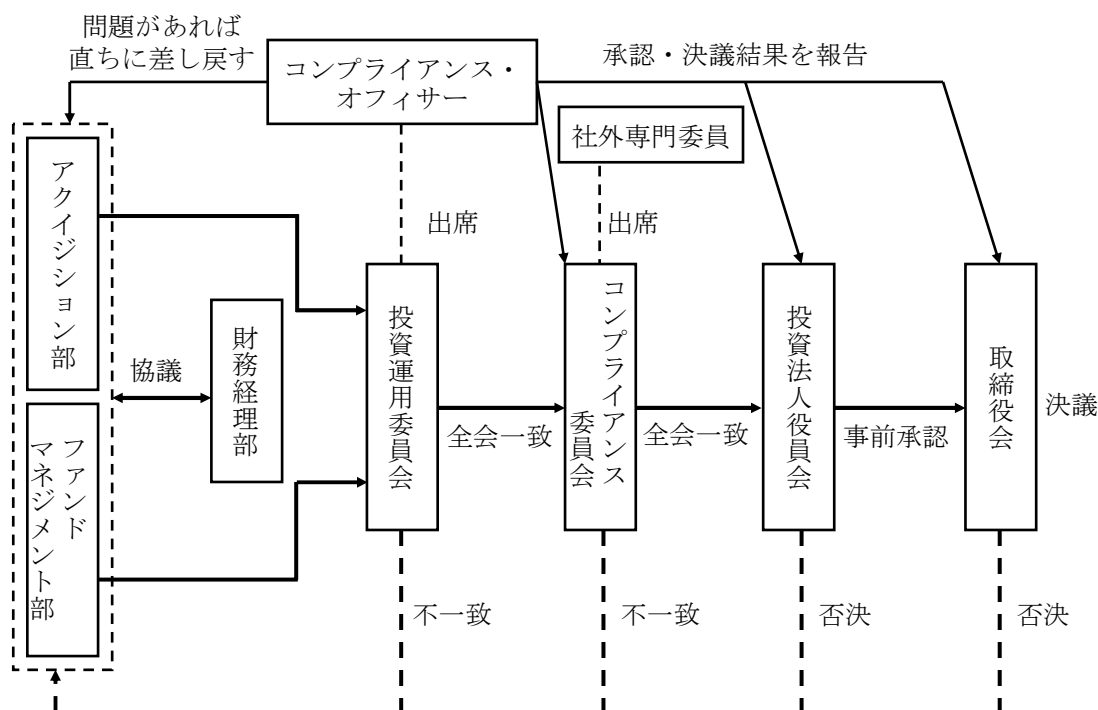 問題があれば
直ちに差し戻す
コンプライアンス・
オフィサー
承認・決議結果を報告
社外専門委員
出席
出席
アクイジション部
協議
財務経理部
ファンド
マネジメント部
投資運用委員会
全会一致
コンプライアンス
委員会
全会一致
投資法人役員会
事前承認
取締役会
決議
不一致
不一致
否決
否決